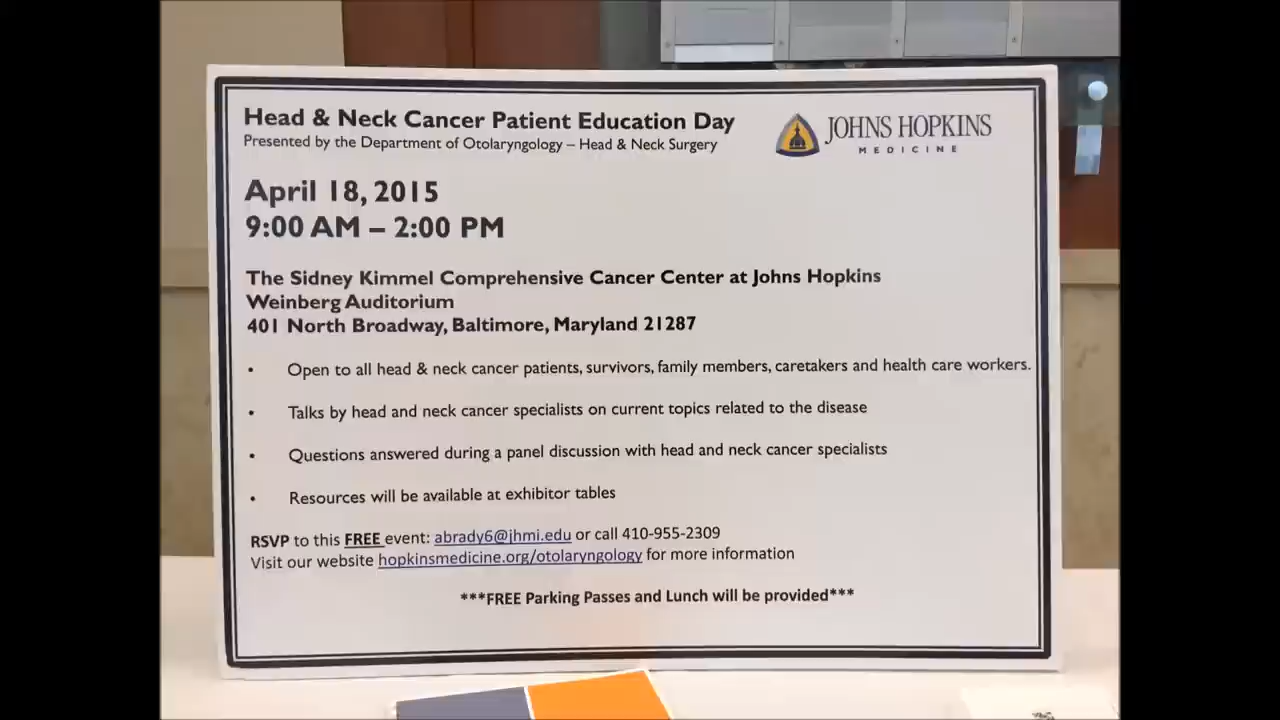 Head & Neck Cancer Patient Education Day
Presented by the Department of Otolaryngology – Head & Neck Surgery
JOHNS HOPKINS
MEDICINE
April 18, 2015
9:00 AM – 2:00 PM
The Sidney Kimmel Comprehensive Cancer Center at Johns Hopkins
Weinberg Auditorium
401 North Broadway, Baltimore, Maryland 21287
• Open to all head & neck cancer patients, survivors, family members, caretakers and health care workers.
• Talks by head and neck cancer specialists on current topics related to the disease
• Questions answered during a panel discussion with head and neck cancer specialists
• Resources will be available at exhibitor tables
RSVP to this FREE event: abrady6@jhmi.edu or call 410-955-2309
Visit our website hopkinsmedicine.org/otolaryngology for more information
***FREE Parking Passes and Lunch will be provided***